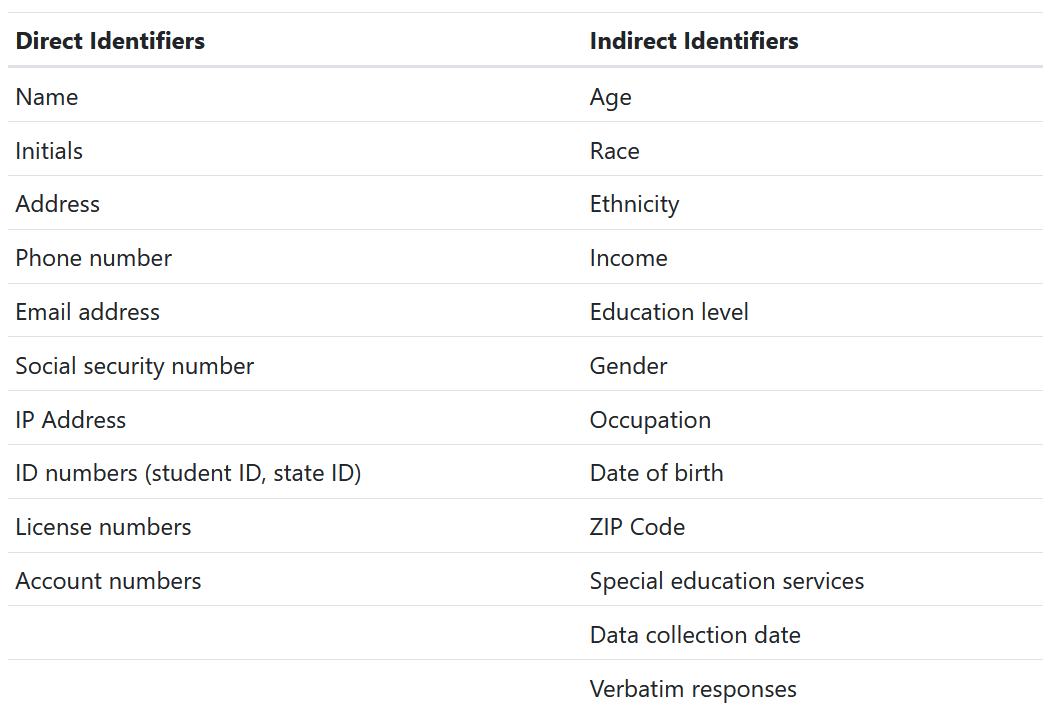 Direct Identifiers Indirect Identifiers
Name Age
Initials Race
Address Ethnicity
Phone number Income
Email address Education level
Social security number Gender
IP Address Occupation
ID numbers (student ID, state ID) Date of birth
License numbers ZIP Code
Account numbers Special education services
Data collection date
Verbatim responses